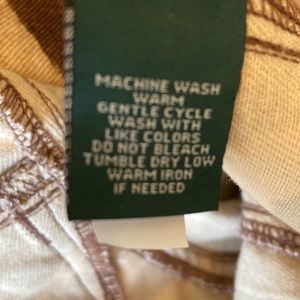 MACHINE WASH
WARM
GENTLE CYCLE
WASH WITH
LIKE COLORS
DO NOT BLEACH
TUMBLE DRY LOW
WARM IRON
IF NEEDED